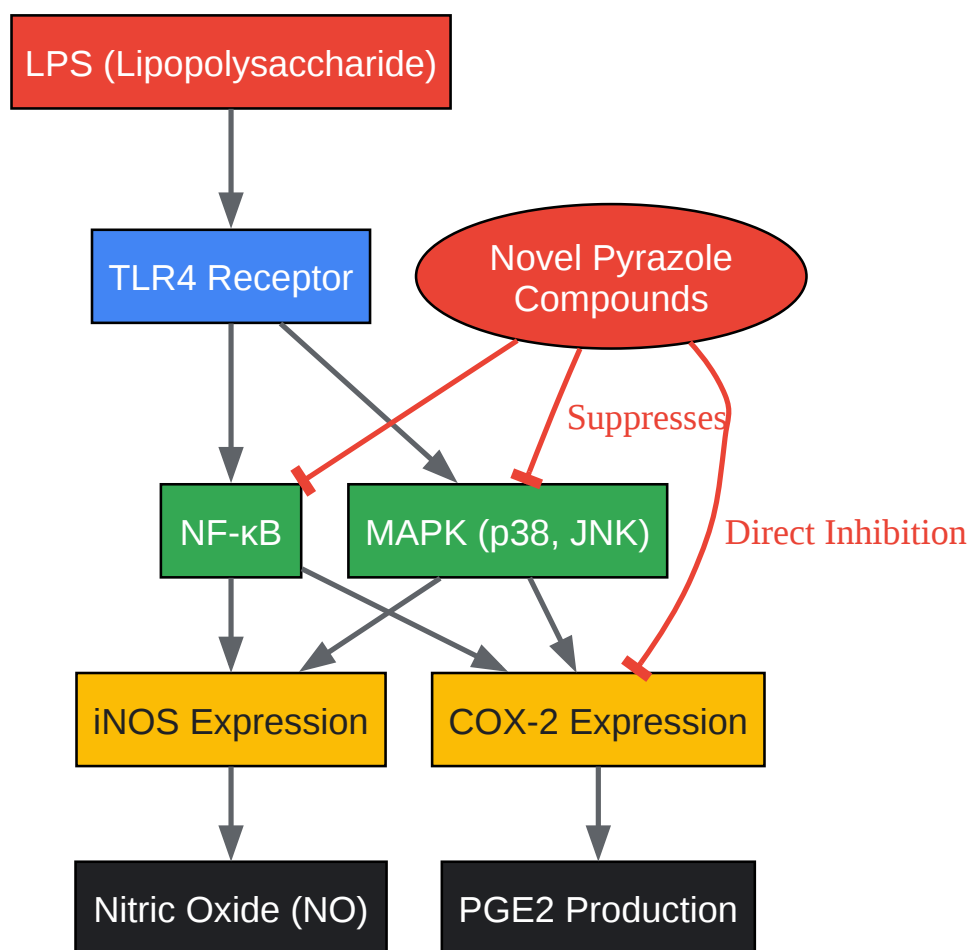 LPS (Lipopolysaccharide)
TLR4 Receptor
Novel Pyrazole
Compounds
Suppresses
NF-κB
MAPK (p38, JNK)
Direct Inhibition
iNOS Expression
COX-2 Expression
Nitric Oxide (NO)
PGE2 Production